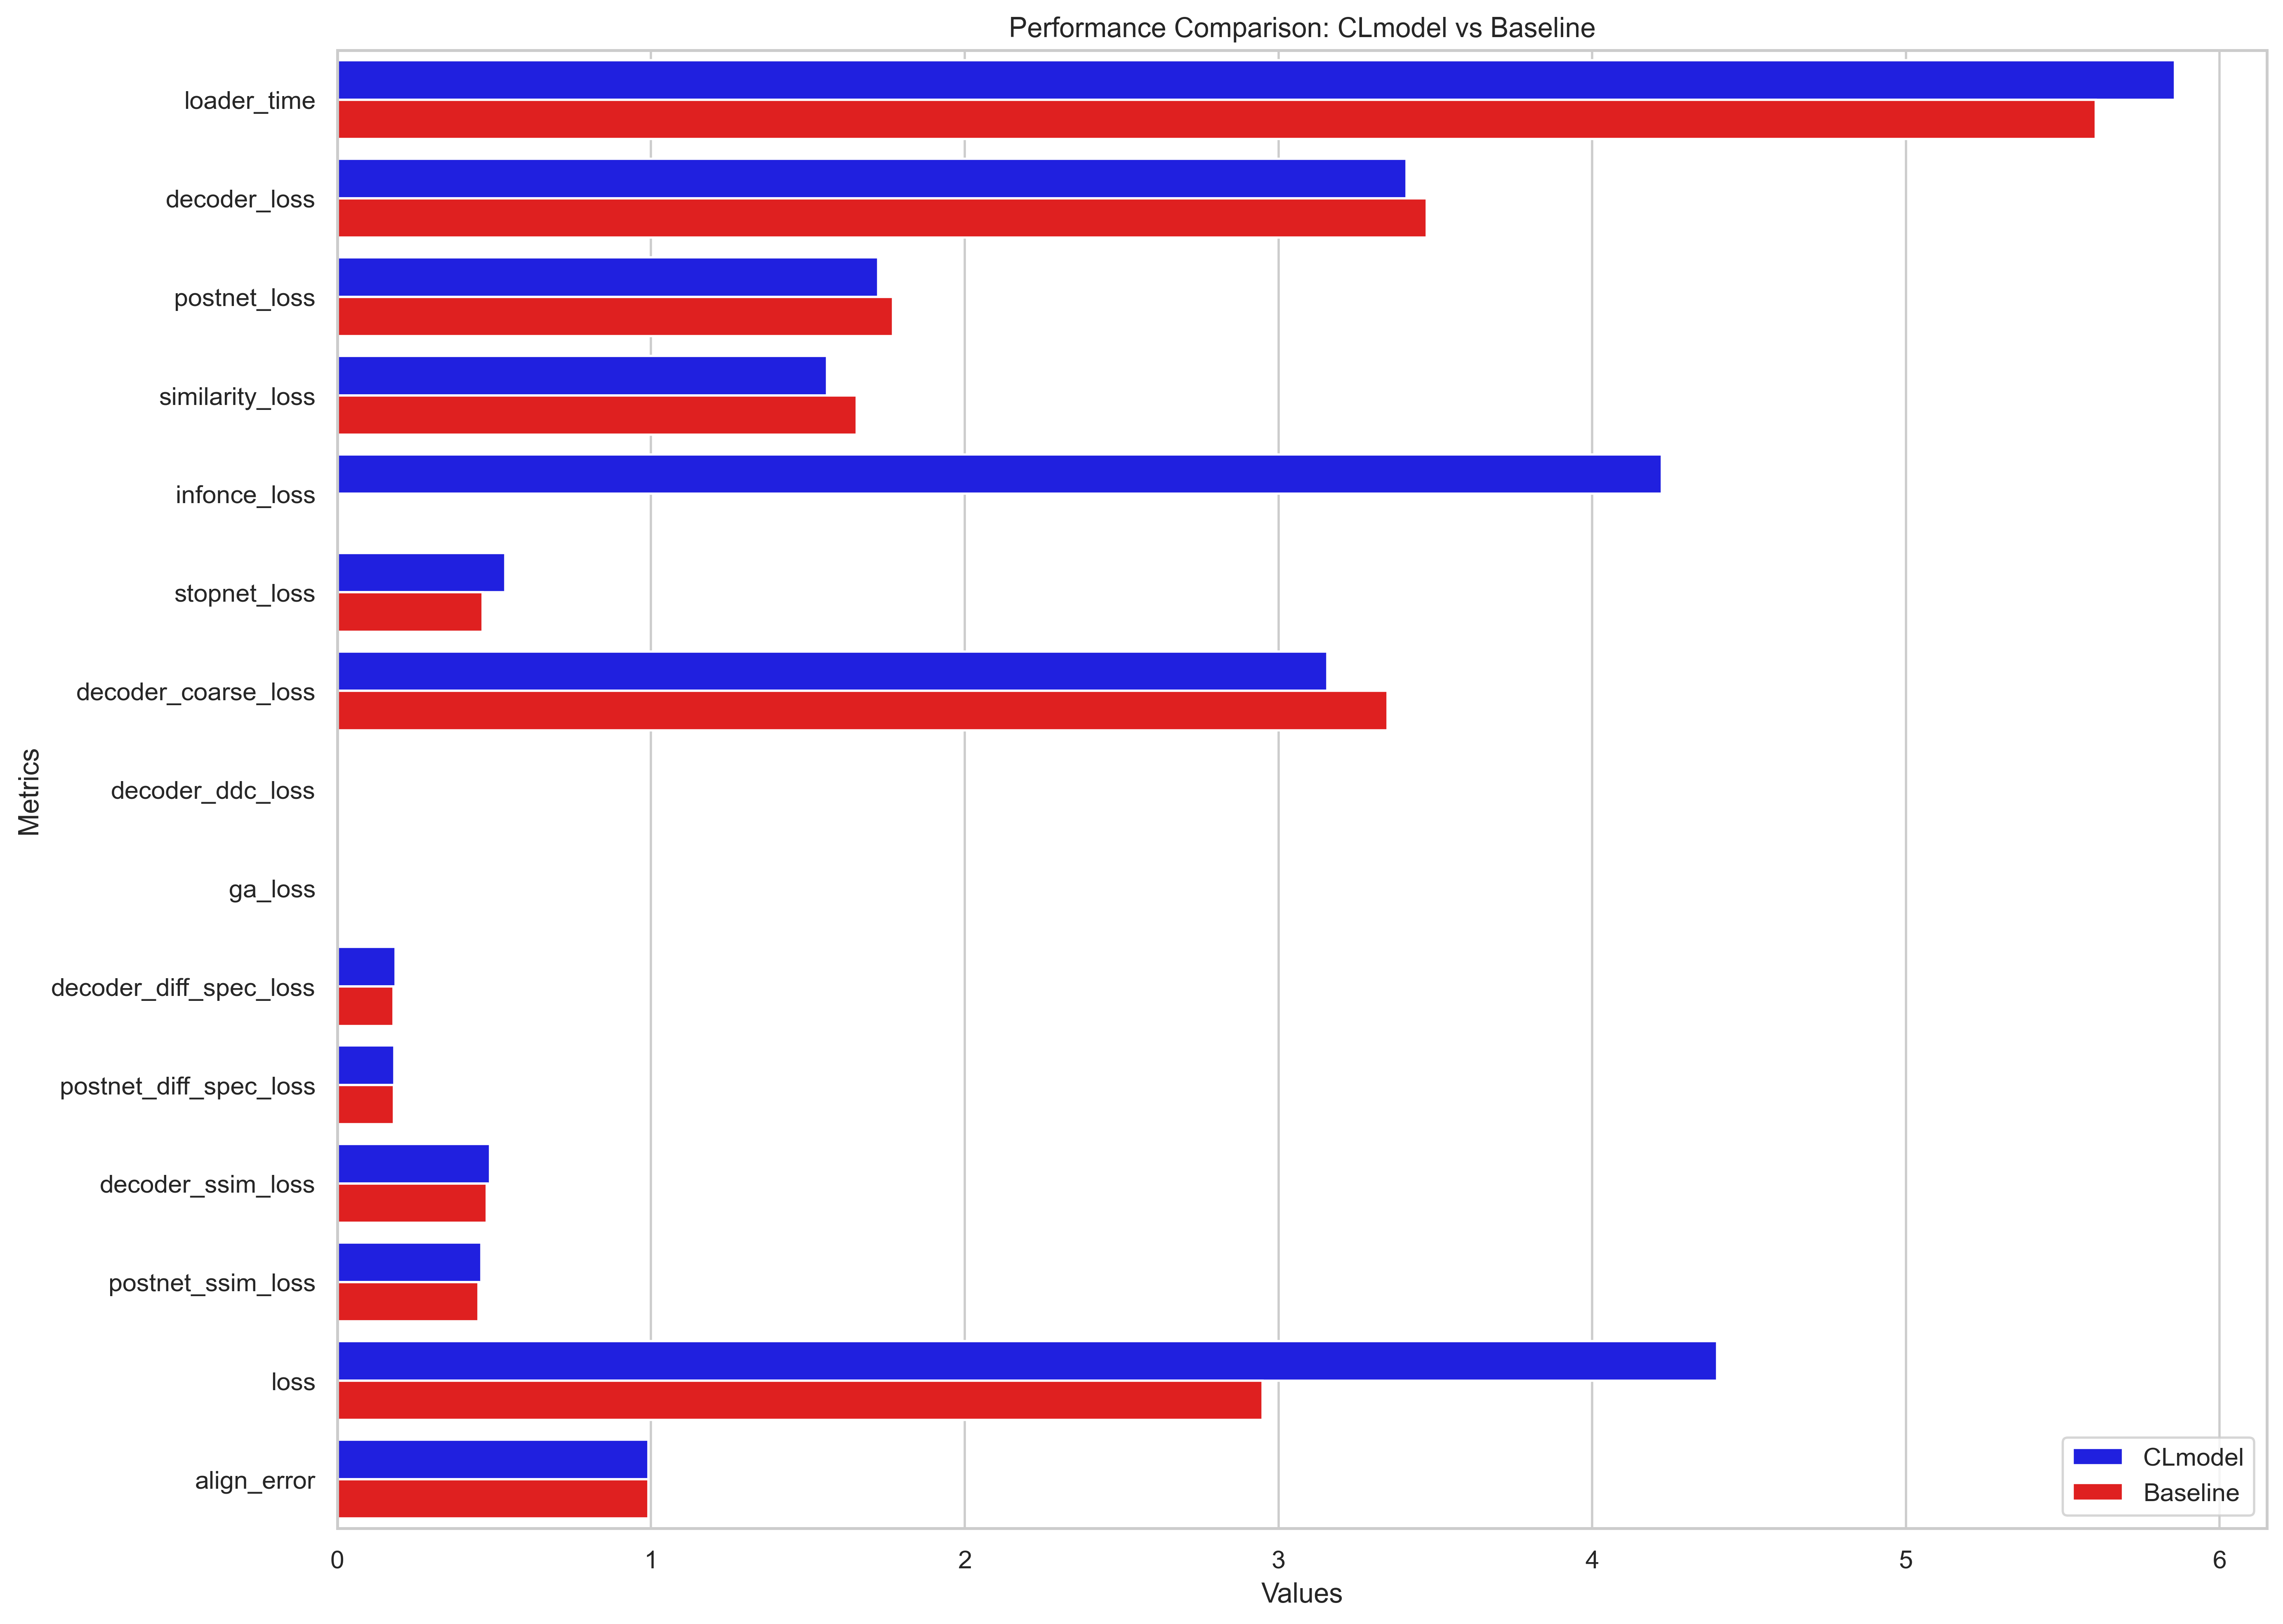 Performance Comparison: CLmodel vs Baseline
Metrics
loader_time
decoder_loss
postnet_loss
similarity_loss
infonce_loss
stopnet_loss
decoder_coarse_loss
decoder_ddc_loss
ga_loss
decoder_diff_spec_loss
postnet_diff_spec_loss
decoder_ssim_loss
postnet_ssim_loss
loss
align_error
CLmodel
Baseline
0 1 2 3 4 5 6
Values